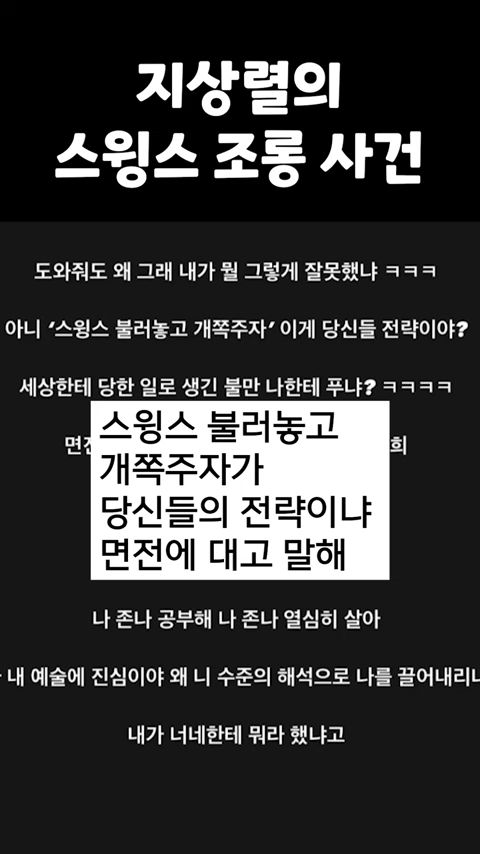 지상렬의
스윙스 조롱 사건
도와줘도 왜 그래 내가 뭘 그렇게 잘못했냐 ㅋㅋㅋ
아니 ‘스윙스 불러놓고 개쪽주자’ 이게 당신들 전략이야?
세상한테 당한 일로 생긴 불만 나한테 푸냐? ㅋㅋㅋㅋ
스윙스 불러놓고
개쪽주자가
당신들의 전략이냐
면전에 대고 말해
나 존나 공부해 나 존나 열심히 살아
내 예술에 진심이야 왜 니 수준의 해석으로 나를 끌어내리
내가 너네한테 뭐라 했냐고